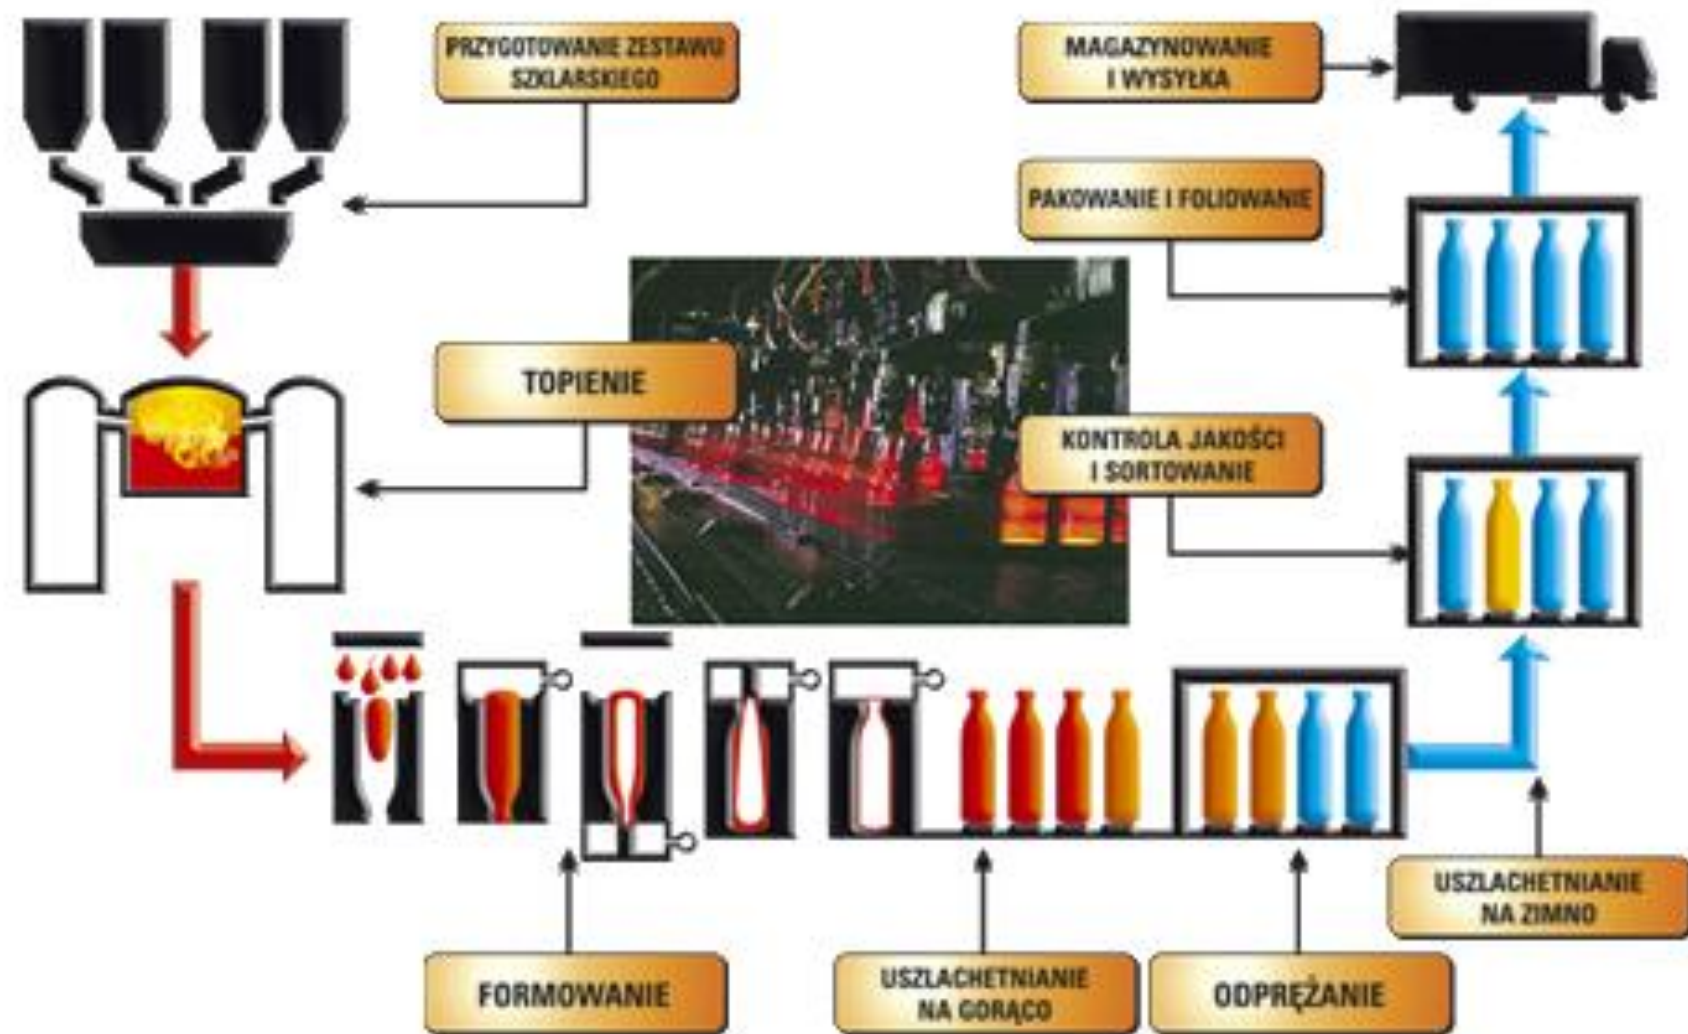 PRZYGOTOWANIE ZESTAWU
SZKLARSKIEGO
TOPIENIE
FORMOWANIE
USZLACHETNIANIE
NA GORĄCO
ODPRĘŻANIE
USZLACHETNIANIE
NA ZIMNO
KONTROLA JAKOŚCI
I SORTOWANIE
PAKOWANIE I FOLIOWANIE
MAGAZYNOWANIE
I WYSYŁKA